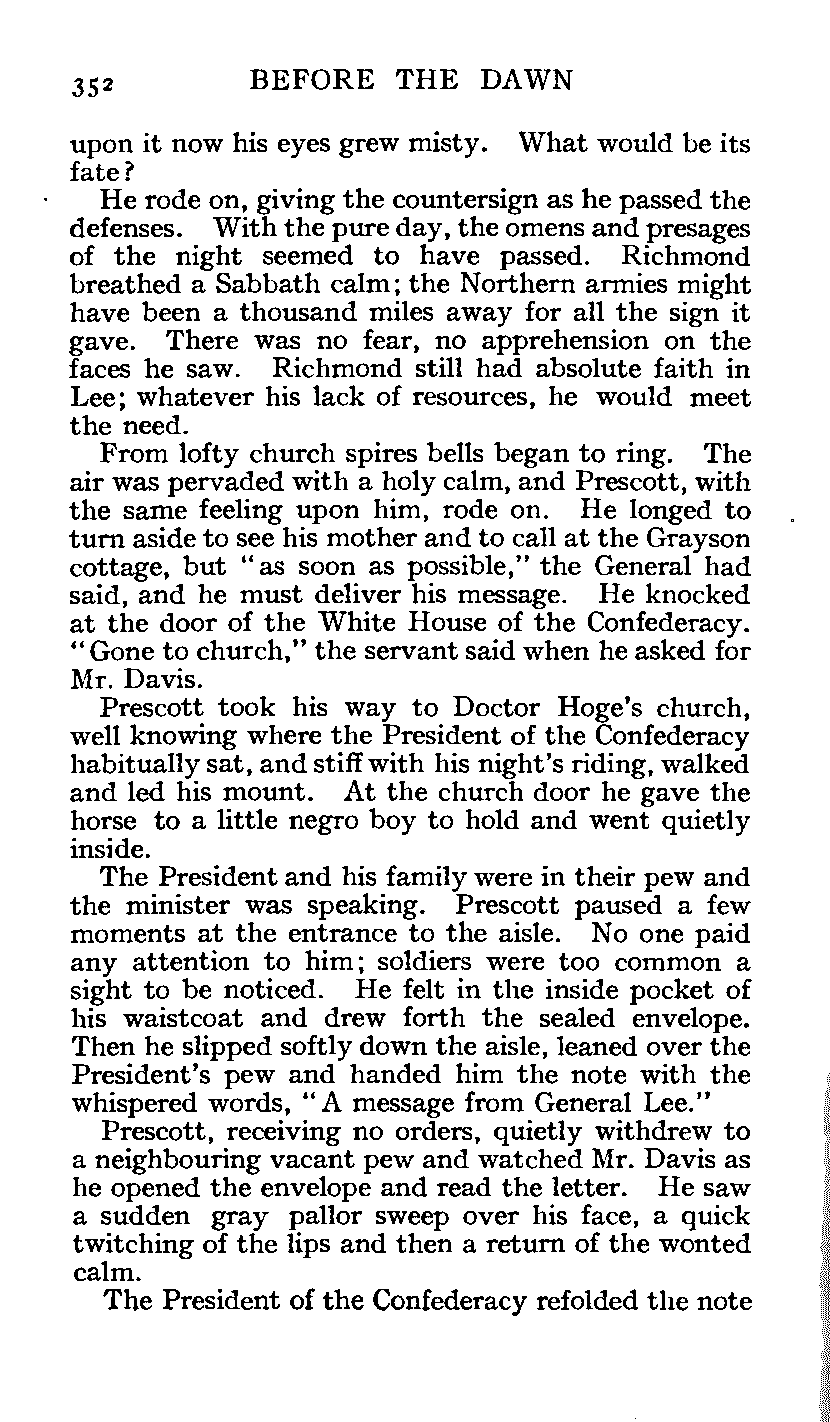 352 BEFORE THE DAWN
upon it now his eyes grew misty. What would be its
fate?
He rode on, giving the countersign as he passed the
defenses. With the pure day, the omens and presages
of the night seemed to have passed. Richmond
breathed a Sabbath calm; the Northern armies might
have been a thousand miles away for all the sign it
gave. There was no fear, no apprehension on the
faces he saw. Richmond still had absolute faith in
Lee; whatever his lack of resources, he would meet
the need.
From lofty church spires bells began to ring. The
air was pervaded with a holy calm, and Prescott, with
the same feeling upon him, rode on. He longed to
turn aside to see his mother and to call at the Grayson
cottage, but "as soon as possible," the General had
said, and he must deliver his message. He knocked
at the door of the White House of the Confederacy.
"Gone to church," the servant said when he asked for
Mr. Davis.
Prescott took his way to Doctor Hoge's church,
well knowing where the President of the Confederacy
habitually sat, and stiff with his night's riding, walked
and led his mount. At the church door he gave the
horse to a little negro boy to hold and went quietly
inside.
The President and his family were in their pew and
the minister was speaking. Prescott paused a few
moments at the entrance to the aisle. No one paid
any attention to him; soldiers were too common a
sight to be noticed. He felt in the inside pocket of
his waistcoat and drew forth the sealed envelope.
Then he slipped softly down the aisle, leaned over the
President's pew and handed him the note with the
whispered words, "A message from General Lee."
Prescott, receiving no orders, quietly withdrew to
a neighbouring vacant pew and watched Mr. Davis as
he opened the envelope and read the letter. He saw
a sudden gray pallor sweep over his face, a quick
twitching of the lips and then a return of the wonted
calm.
The President of the Confederacy refolded the note